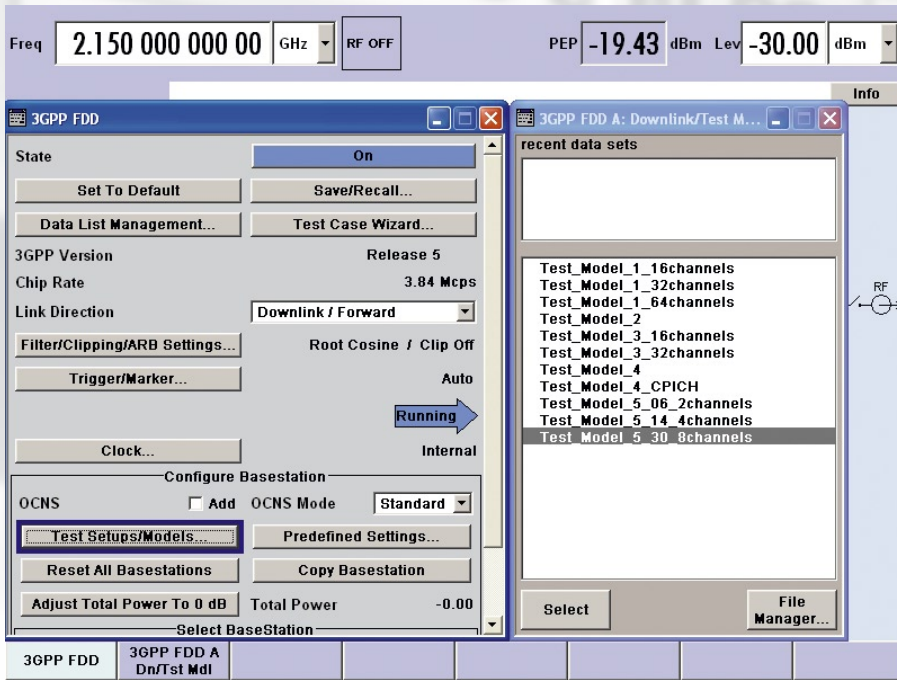 Freq 2.150 000 000 00 GHz RF OFF PEP -19.43 dBm Lev -30.00 dBm
Info
3GPP FDD
State On
Set To Default Save/Recall...
Data List Management... Test Case Wizard...
3GPP Version Release 5
Chip Rate 3.84 Mcps
Link Direction Downlink / Forward
Filter/Clipping/ARB Settings... Root Cosine / Clip Off
Trigger/Marker... Auto
Running
Clock... Internal
Configure Basestation
OCNS Add OCNS Mode Standard
Test Setups/Models... Predefined Settings...
Reset All Basestations Copy Basestation
Adjust Total Power To 0 dB Total Power -0.00
Select BaseStation
3GPP FDD A: Downlink/Test M...
recent data sets
Test_Model_1_16channels
Test_Model_1_32channels
Test_Model_1_64channels
Test_Model_2
Test_Model_3_16channels
Test_Model_3_32channels
Test_Model_4
Test_Model_4_CPICH
Test_Model_5_06_2channels
Test_Model_5_14_4channels
Test_Model_5_30_8channels
Select
File
Manager...
RF
3GPP FDD
3GPP FDD A
Dn/Tst Mdl